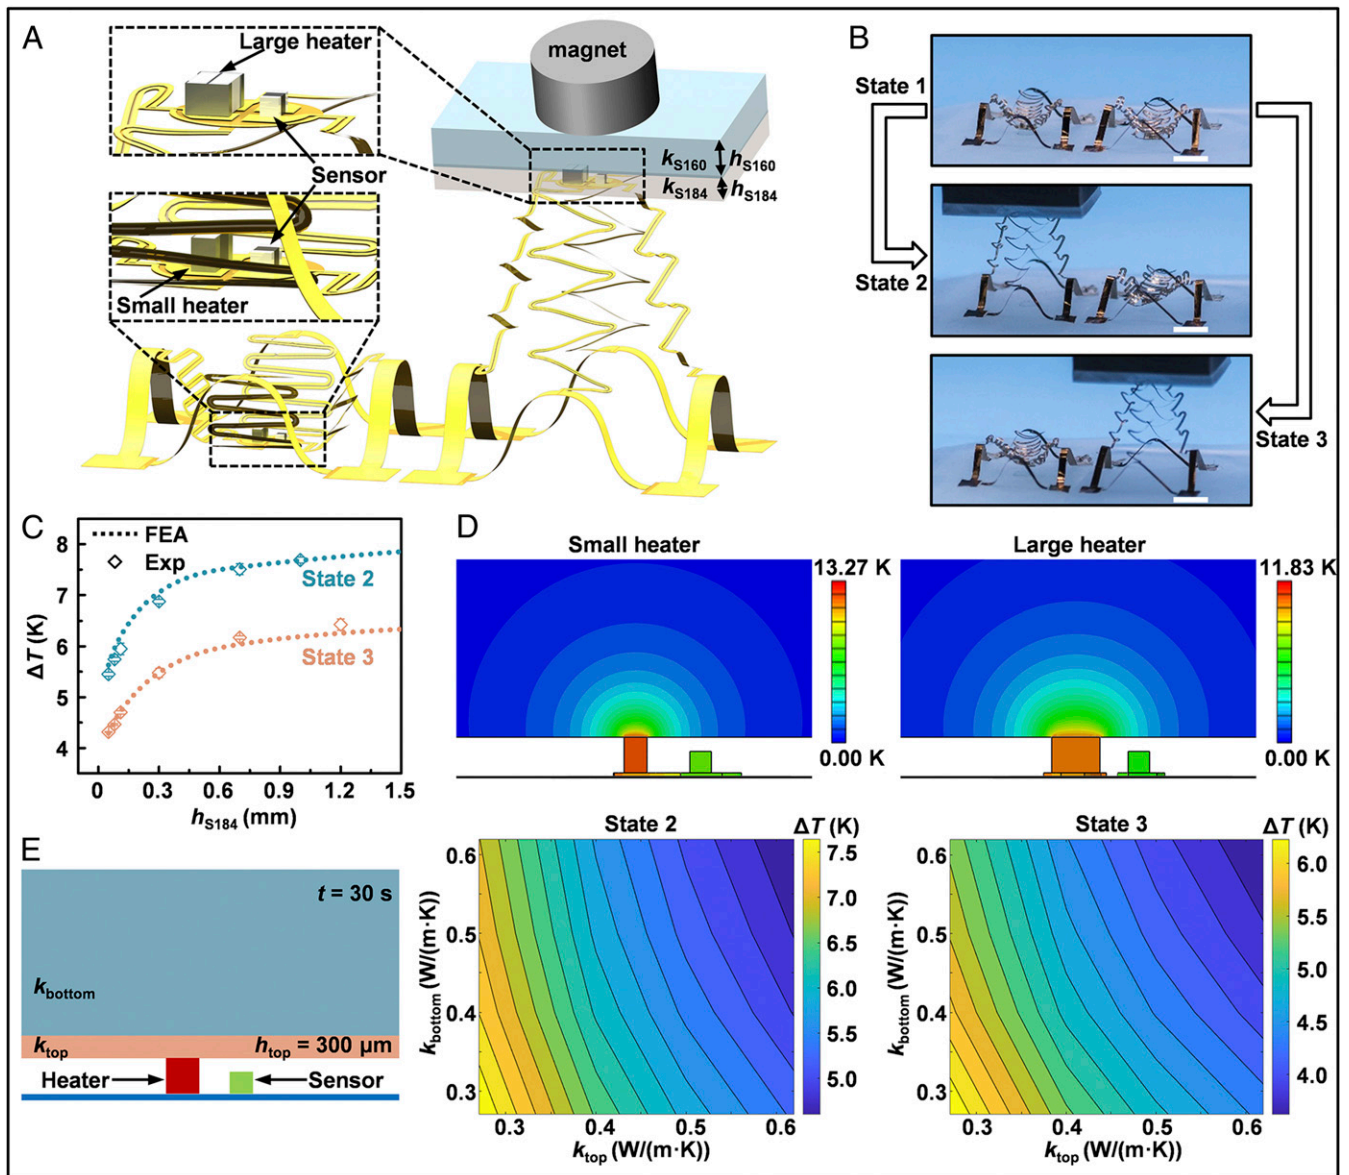 A
Large heater
Sensor
Small heater
magnet
kS160
hS160
kS184
hS184
B
State 1
State 2
State 3
C
FEA
Exp
State 2
State 3
ΔT (K)
8
7
6
5
4
0
0.3
0.6
0.9
1.2
1.5
hS184 (mm)
D
Small heater
13.27 K
0.00 K
Large heater
11.83 K
0.00 K
E
t = 30 s
kbottom
ktop
htop = 300 μm
Heater
Sensor
State 2
ΔT (K)
kbottom (W/(m·K))
0.6
0.5
0.4
0.3
0.3
0.4
0.5
0.6
ktop (W/(m·K))
7.5
7.0
6.5
6.0
5.5
5.0
State 3
ΔT (K)
kbottom (W/(m·K))
0.6
0.5
0.4
0.3
0.3
0.4
0.5
0.6
ktop (W/(m·K))
6.0
5.5
5.0
4.5
4.0